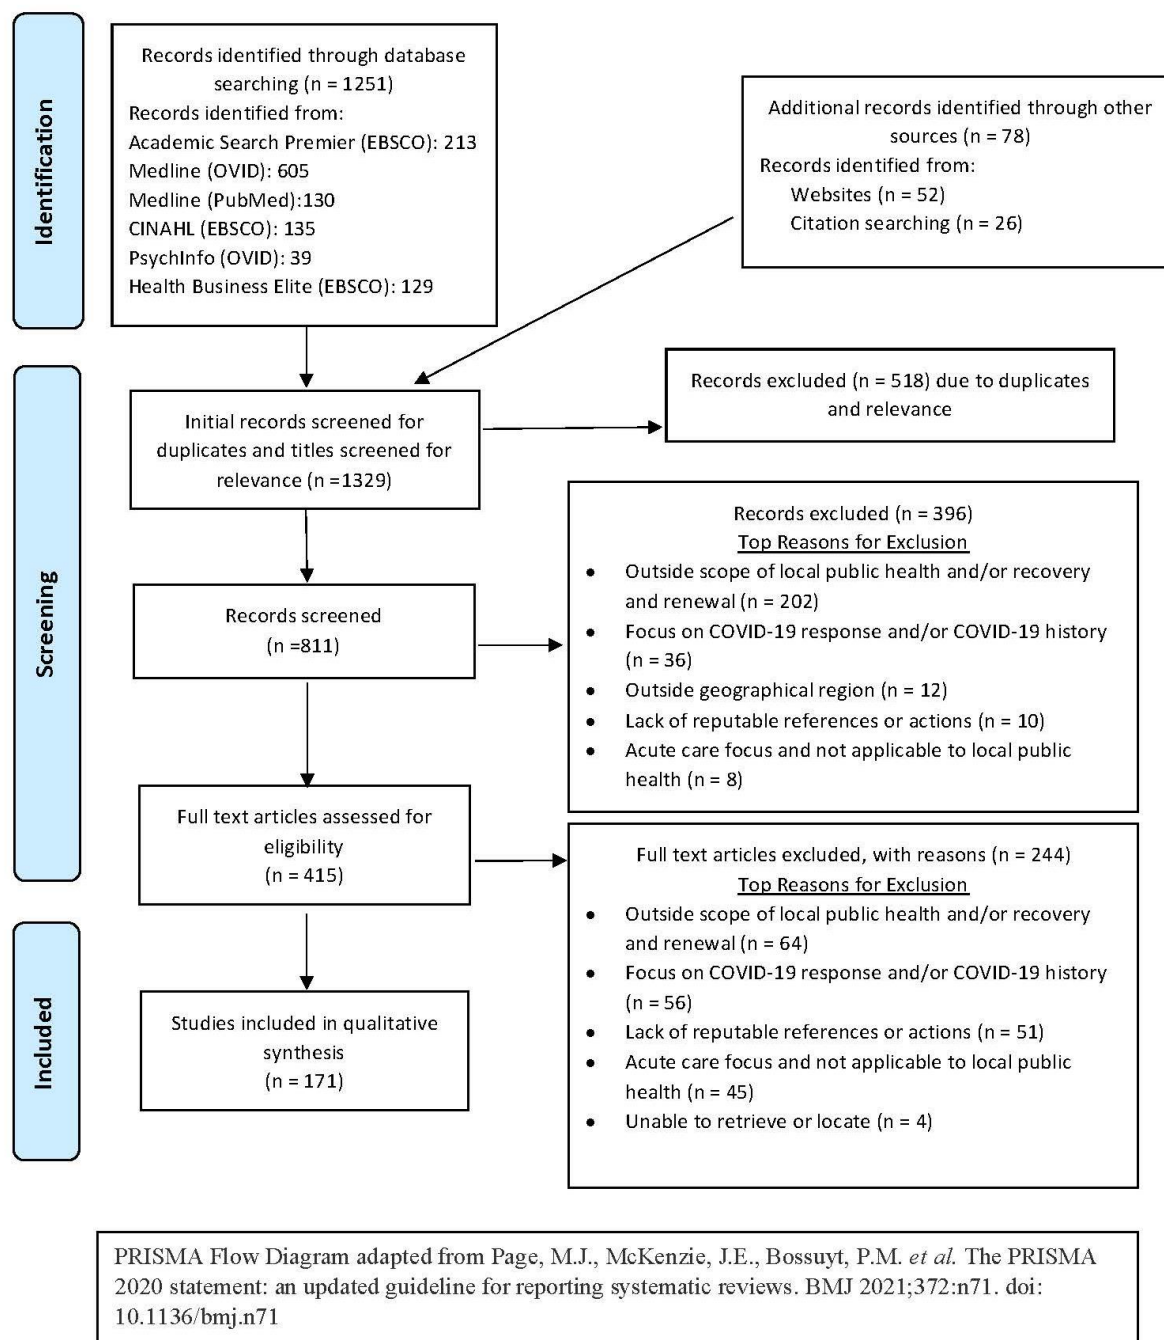 Identification
Records identified through database
searching (n = 1251)
Records identified from:
Academic Search Premier (EBSCO): 213
Medline (OVID): 605
Medline (PubMed):130
CINAHL (EBSCO): 135
PsychInfo (OVID): 39
Health Business Elite (EBSCO): 129
Additional records identified through other
sources (n = 78)
Records identified from:
Websites (n = 52)
Citation searching (n = 26)
Screening
Initial records screened for
duplicates and titles screened for
relevance (n =1329)
Records excluded (n = 518) due to duplicates
and relevance
Records screened
(n =811)
Records excluded (n = 396)
Top Reasons for Exclusion
• Outside scope of local public health and/or recovery
and renewal (n = 202)
• Focus on COVID-19 response and/or COVID-19 history
(n = 36)
• Outside geographical region (n = 12)
• Lack of reputable references or actions (n = 10)
• Acute care focus and not applicable to local public
health (n = 8)
Full text articles assessed for
eligibility
(n = 415)
Full text articles excluded, with reasons (n = 244)
Top Reasons for Exclusion
• Outside scope of local public health and/or recovery
and renewal (n = 64)
• Focus on COVID-19 response and/or COVID-19 history
(n = 56)
• Lack of reputable references or actions (n = 51)
• Acute care focus and not applicable to local public
health (n = 45)
• Unable to retrieve or locate (n = 4)
Included
Studies included in qualitative
synthesis
(n = 171)
PRISMA Flow Diagram adapted from Page, M.J., McKenzie, J.E., Bossuyt, P.M. et al. The PRISMA
2020 statement: an updated guideline for reporting systematic reviews. BMJ 2021;372:n71. doi:
10.1136/bmj.n71